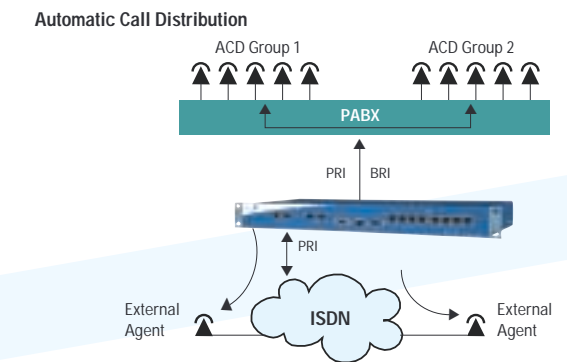 Automatic Call Distribution
ACD Group 1
ACD Group 2
PABX
PRI BRI
PRI
External
Agent
ISDN
External
Agent